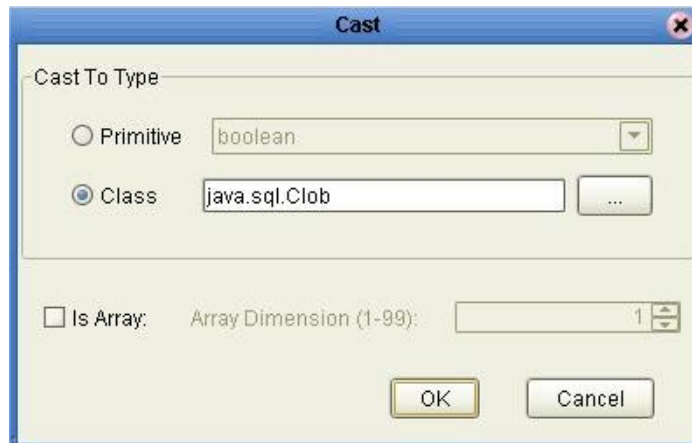 Cast
Cast To Type
Primitive boolean
Class java.sql.Clob ...
Is Array: Array Dimension (1-99): 1
OK Cancel